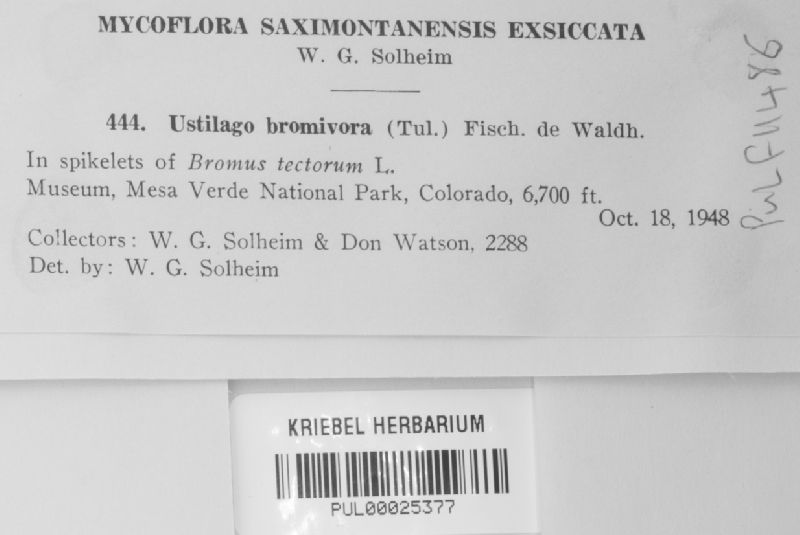 MYCOFLORA SAXIMONTANENSIS EXSICCATA
W. G. Solheim
444. Ustilago bromivora (Tul.) Fisch. de Waldh.
In spikelets of Bromus tectorum L.
Museum, Mesa Verde National Park, Colorado, 6,700 ft.
Oct. 18, 1948
Collectors: W. G. Solheim & Don Watson, 2288
Det. by: W. G. Solheim
PUL F11486
KRIEBEL HERBARIUM
PUL00025377